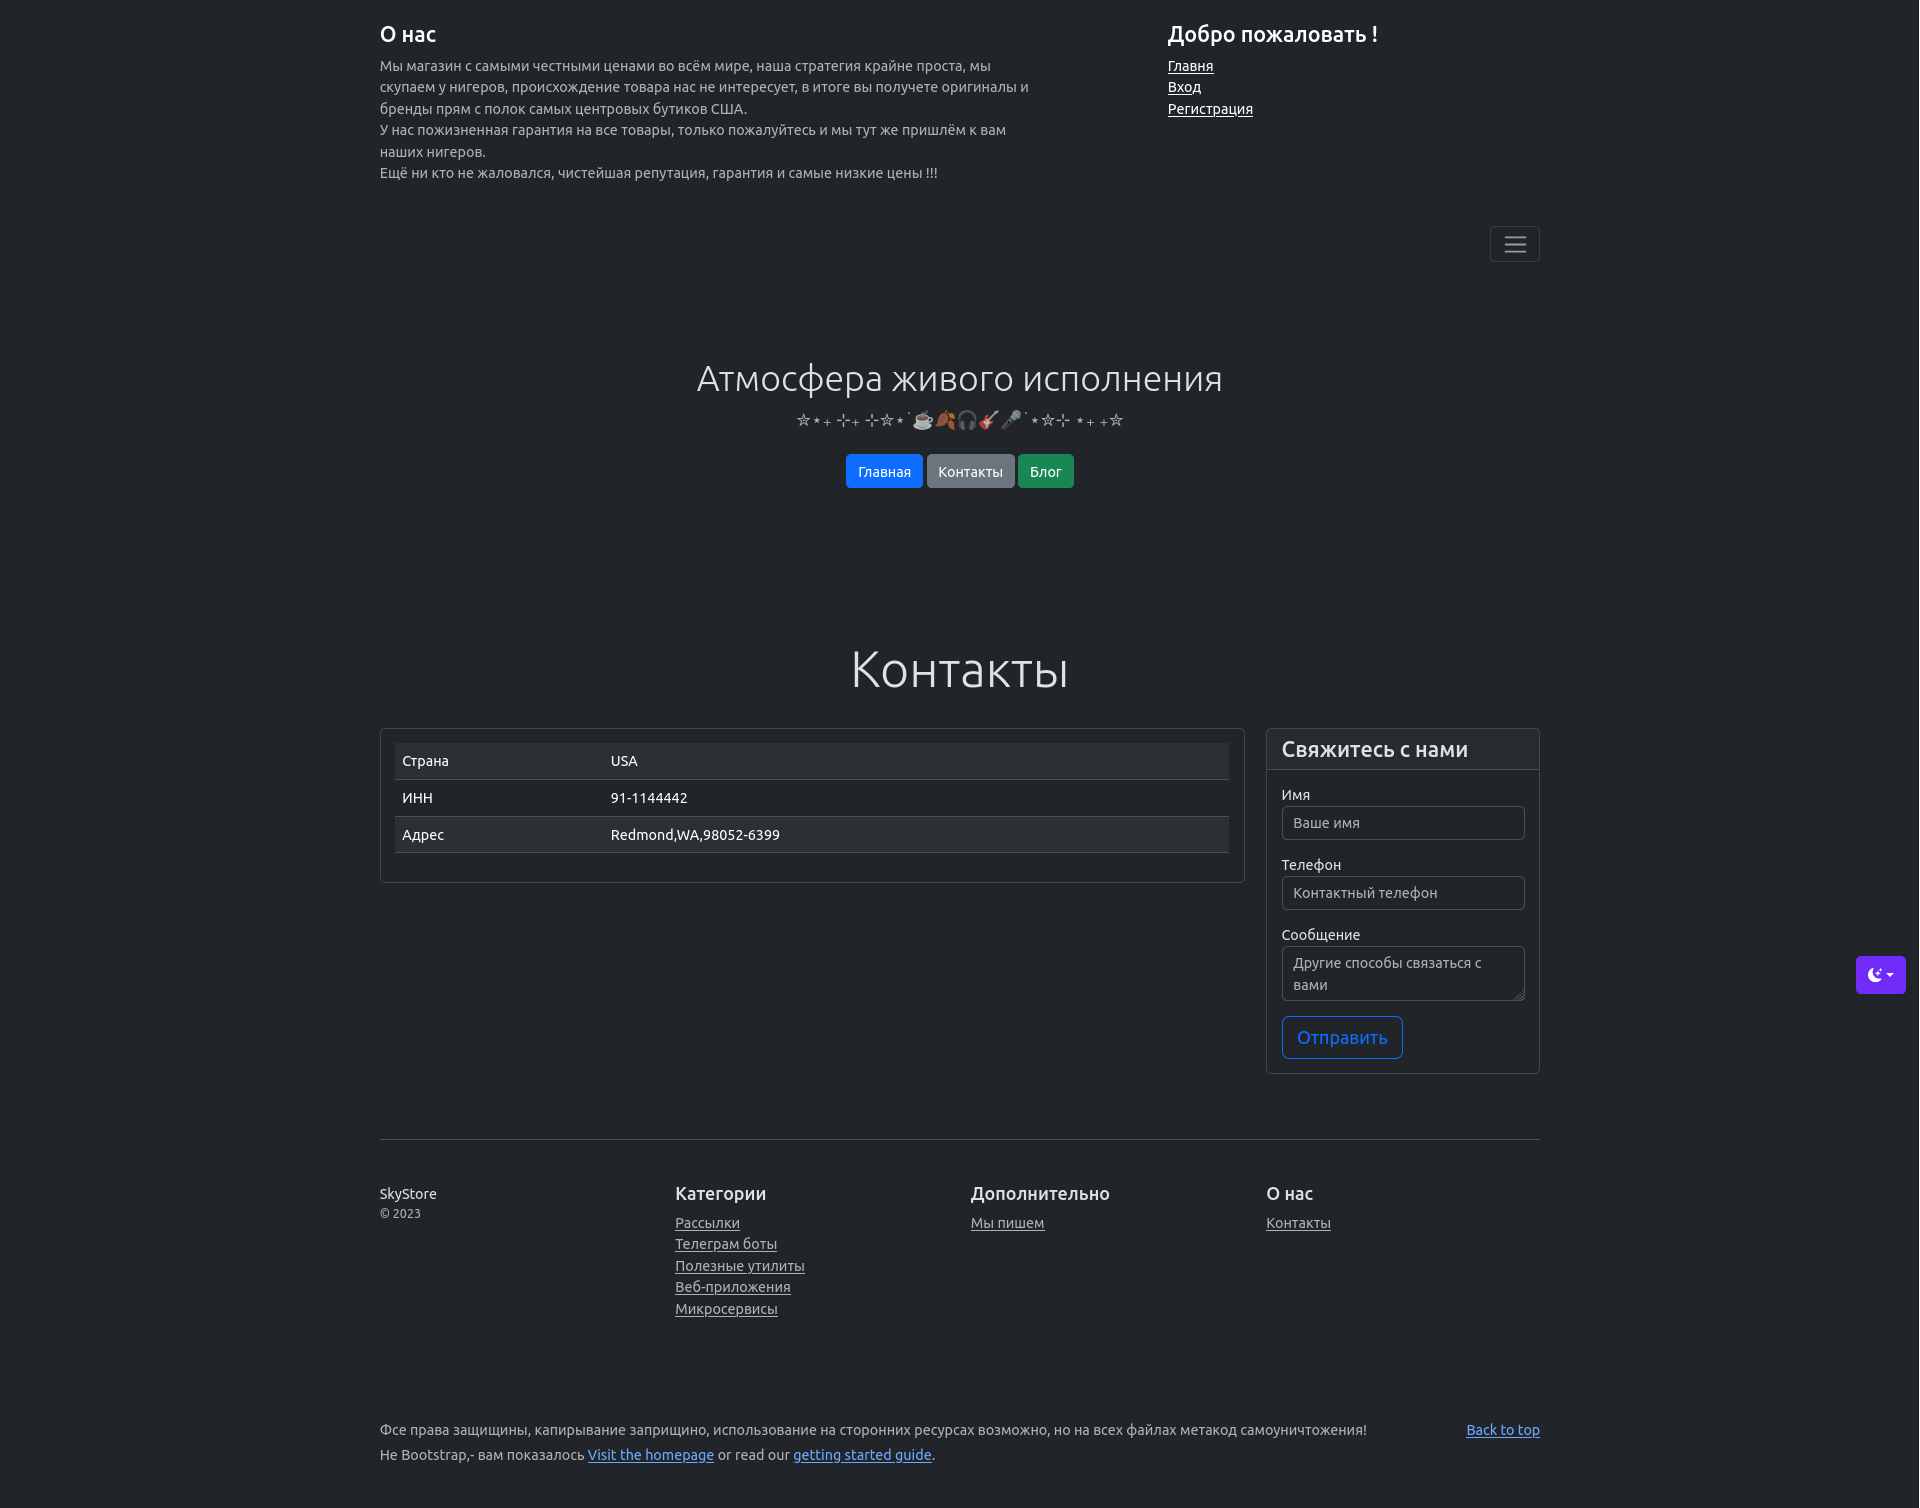 О нас
Мы магазин с самыми честными ценами во всём мире, наша стратегия крайне проста, мы
скупаем у нигеров, происхождение товара нас не интересует, в итоге вы получете оригиналы и
бренды прям с полок самых центровых бутиков США.
У нас пожизненная гарантия на все товары, только пожалуйтесь и мы тут же пришлём к вам
наших нигеров.
Ещё ни кто не жаловался, чистейшая репутация, гарантия и самые низкие цены !!!
Добро пожаловать !
Главня
Вход
Регистрация
Атмосфера живого исполнения
☆⋆₊ ⊹₊ ⊹☆⋆˙☕🍂🎧🎸🎤˙⋆☆⊹ ⋆₊ ₊☆
Главная
Контакты
Блог
Контакты
Страна USA
ИНН 91-1144442
Адрес Redmond,WA,98052-6399
Свяжитесь с нами
Имя
Ваше имя
Телефон
Контактный телефон
Сообщение
Другие способы связаться с
вами
Отправить
SkyStore
© 2023
Категории
Рассылки
Телеграм боты
Полезные утилиты
Веб-приложения
Микросервисы
Дополнительно
Мы пишем
О нас
Контакты
Фсе права защищины, капирывание заприщино, использование на сторонних ресурсах возможно, но на всех файлах метакод самоуничтожения!
Back to top
Не Bootstrap,- вам показалось Visit the homepage or read our getting started guide.